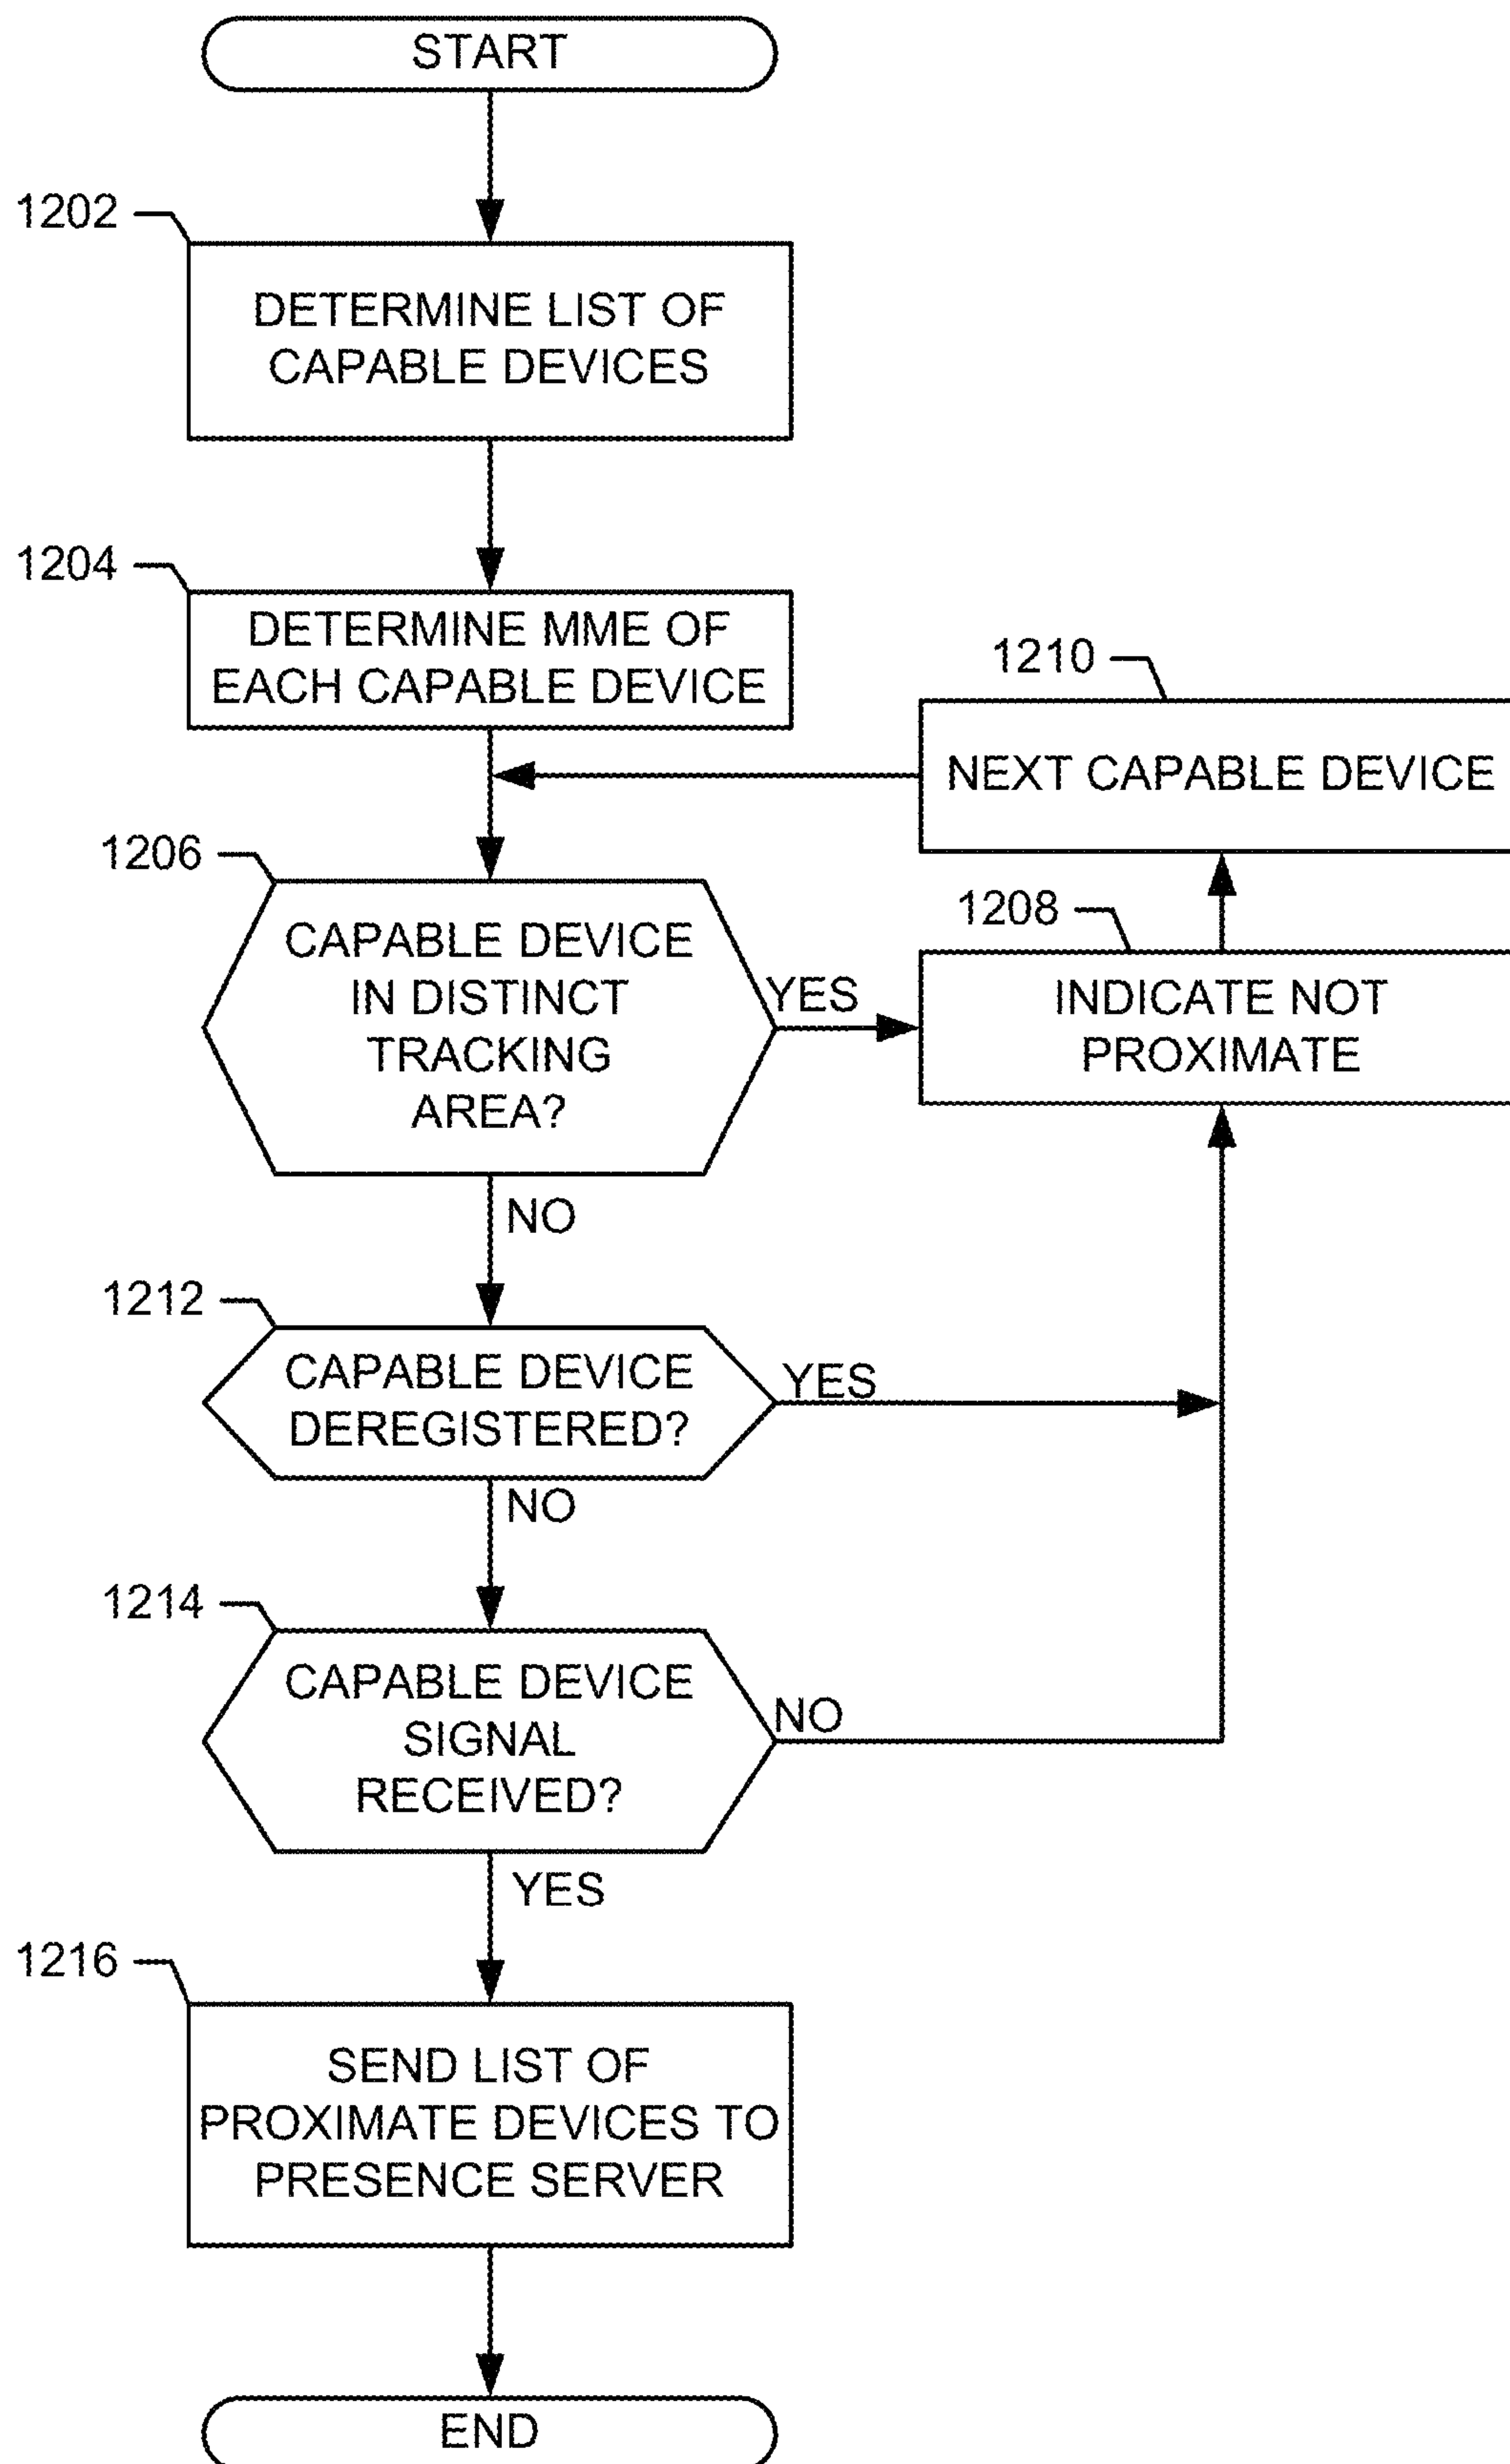 START
1202
DETERMINE LIST OF
CAPABLE DEVICES
1204
DETERMINE MME OF
EACH CAPABLE DEVICE
1210
NEXT CAPABLE DEVICE
1206
CAPABLE DEVICE
IN DISTINCT
TRACKING
AREA?
YES
1208
INDICATE NOT
PROXIMATE
NO
1212
CAPABLE DEVICE
DEREGISTERED?
YES
NO
1214
CAPABLE DEVICE
SIGNAL
RECEIVED?
NO
YES
1216
SEND LIST OF
PROXIMATE DEVICES TO
PRESENCE SERVER
END